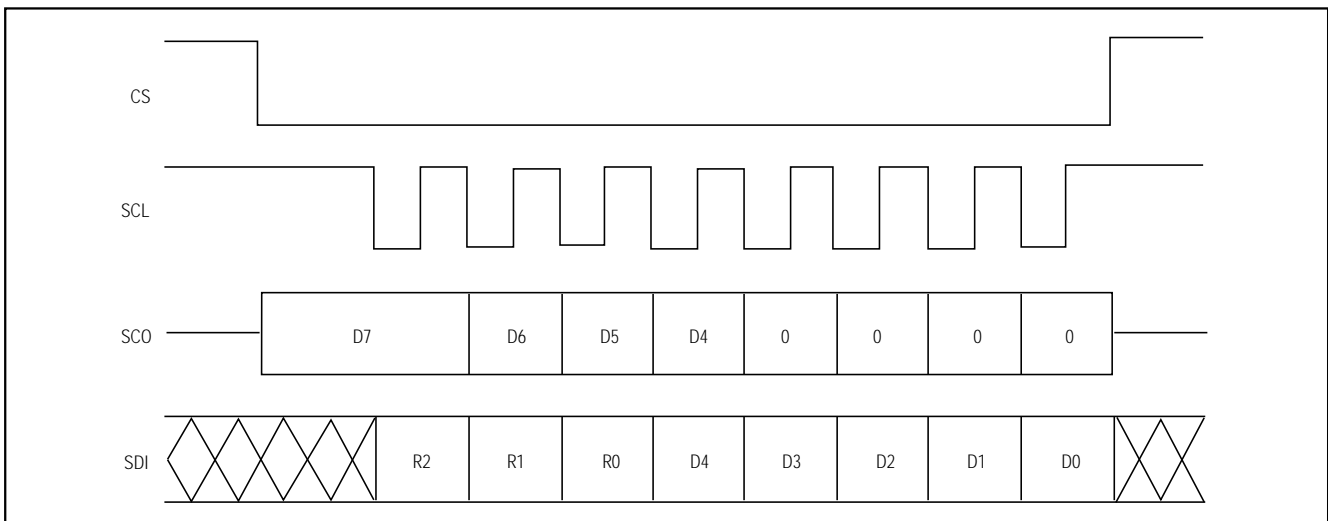 CS
SCL
SCO D7 D6 D5 D4 0 0 0 0
SDI R2 R1 R0 D4 D3 D2 D1 D0